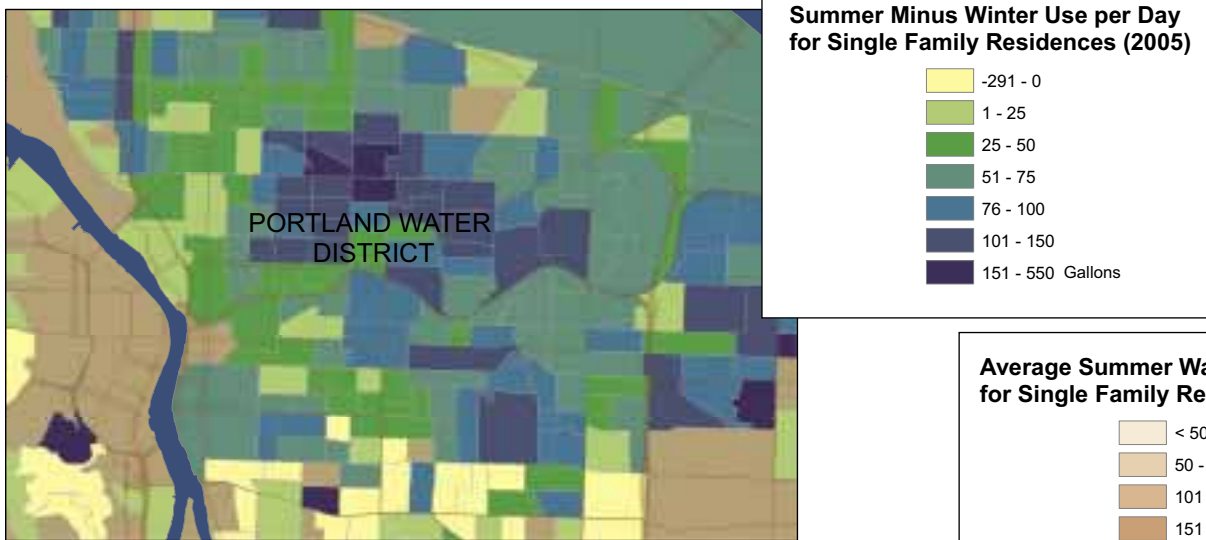 Summer Minus Winter Use per Day
for Single Family Residences (2005)
-291 - 0
1 - 25
25 - 50
51 - 75
76 - 100
101 - 150
151 - 550 Gallons
PORTLAND WATER
DISTRICT
Average Summer Wa
for Single Family Re
< 50
50 -
101
151